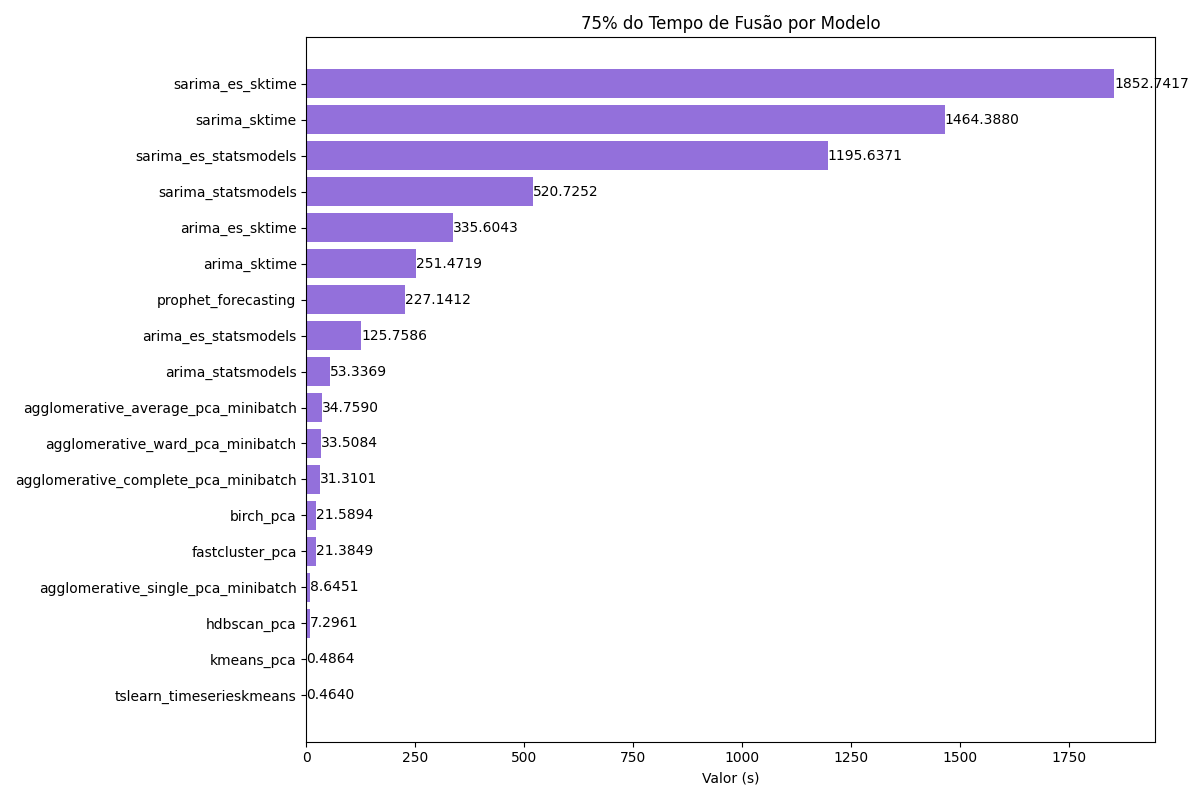 75% do Tempo de Fusão por Modelo
sarima_es_sktime 1852.7417
sarima_sktime 1464.3880
sarima_es_statsmodels 1195.6371
sarima_statsmodels 520.7252
arima_es_sktime 335.6043
arima_sktime 251.4719
prophet_forecasting 227.1412
arima_es_statsmodels 125.7586
arima_statsmodels 53.3369
agglomerative_average_pca_minibatch 34.7590
agglomerative_ward_pca_minibatch 33.5084
agglomerative_complete_pca_minibatch 31.3101
birch_pca 21.5894
fastcluster_pca 21.3849
agglomerative_single_pca_minibatch 8.6451
hdbscan_pca 7.2961
kmeans_pca 0.4864
tslearn_timeserieskmeans 0.4640
0 250 500 750 1000 1250 1500 1750
Valor (s)